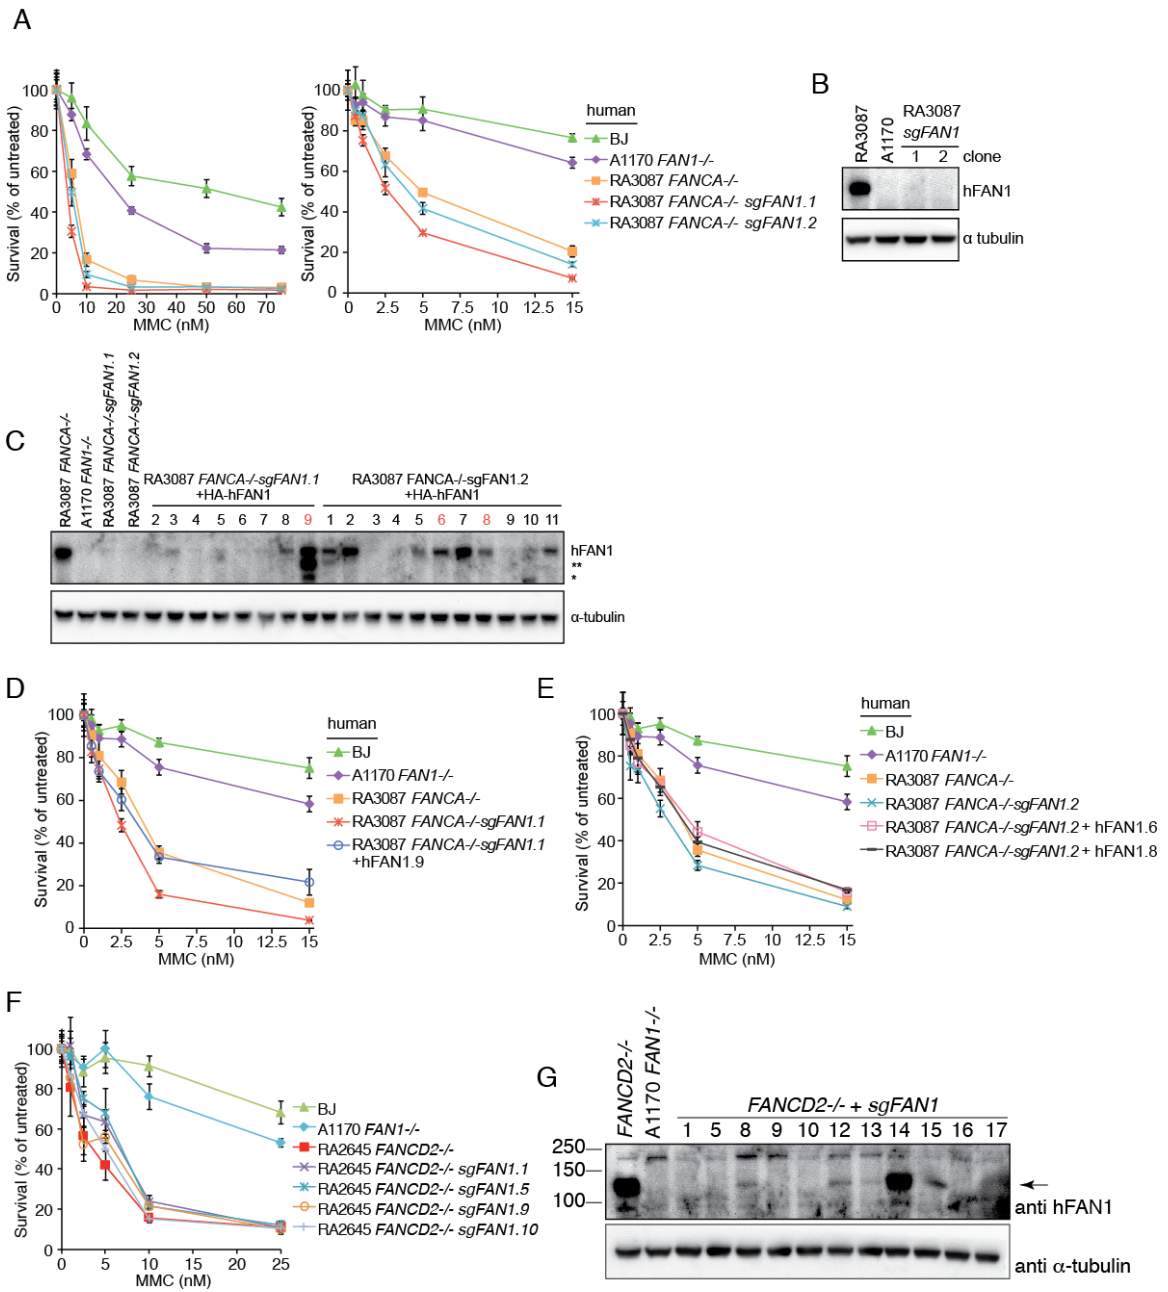 A
Survival (% of untreated)
100
80
60
40
20
0
0 10 20 30 40 50 60 70
MMC (nM)
Survival (% of untreated)
100
80
60
40
20
0
0 2.5 5 7.5 10 12.5 15
MMC (nM)
human
BJ
A1170 FAN1-/-
RA3087 FANCA-/-
RA3087 FANCA-/- sgFAN1.1
RA3087 FANCA-/- sgFAN1.2
B
RA3087
A1170
RA3087
sgFAN1
1 2 clone
hFAN1
α tubulin
C
RA3087 FANCA-/-
A1170 FAN1-/-
RA3087 FANCA-/-sgFAN1.1
RA3087 FANCA-/-sgFAN1.2
RA3087 FANCA-/-sgFAN1.1
+HA-hFAN1
RA3087 FANCA-/-sgFAN1.2
+HA-hFAN1
2 3 4 5 6 7 8 9 1 2 3 4 5 6 7 8 9 10 11
hFAN1
**
*
α-tubulin
D
Survival (% of untreated)
100
80
60
40
20
0
0 2.5 5 7.5 10 12.5 15
MMC (nM)
human
BJ
A1170 FAN1-/-
RA3087 FANCA-/-
RA3087 FANCA-/-sgFAN1.1
RA3087 FANCA-/-sgFAN1.1
+hFAN1.9
E
Survival (% of untreated)
100
80
60
40
20
0
0 2.5 5 7.5 10 12.5 15
MMC (nM)
human
BJ
A1170 FAN1-/-
RA3087 FANCA-/-
RA3087 FANCA-/-sgFAN1.2
RA3087 FANCA-/-sgFAN1.2 + hFAN1.6
RA3087 FANCA-/-sgFAN1.2 + hFAN1.8
F
Survival (% of untreated)
100
80
60
40
20
0
0 5 10 15 20 25
MMC (nM)
BJ
A1170 FAN1-/-
RA2645 FANCD2-/-
RA2645 FANCD2-/- sgFAN1.1
RA2645 FANCD2-/- sgFAN1.5
RA2645 FANCD2-/- sgFAN1.9
RA2645 FANCD2-/- sgFAN1.10
G
FANCD2-/-
A1170 FAN1-/-
FANCD2-/- + sgFAN1
1 5 8 9 10 12 13 14 15 16 17
250
150
100
anti hFAN1
anti α-tubulin